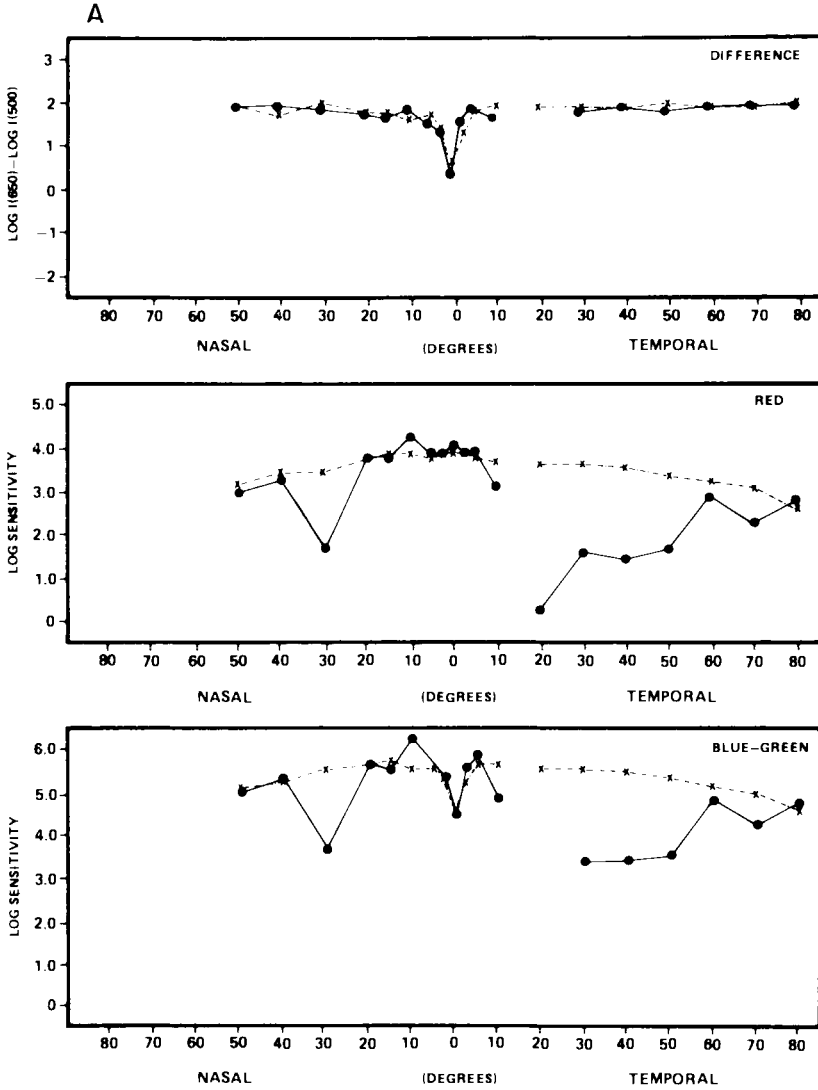 A
DIFFERENCE
LOG I(650)–LOG I(500)
3
2
1
0
–1
–2
80 70 60 50 40 30 20 10 0 10 20 30 40 50 60 70 80
NASAL (DEGREES) TEMPORAL
RED
LOG SENSITIVITY
5.0
4.0
3.0
2.0
1.0
0
80 70 60 50 40 30 20 10 0 10 20 30 40 50 60 70 80
NASAL (DEGREES) TEMPORAL
BLUE–GREEN
LOG SENSITIVITY
6.0
5.0
4.0
3.0
2.0
1.0
0
80 70 60 50 40 30 20 10 0 10 20 30 40 50 60 70 80
NASAL (DEGREES) TEMPORAL